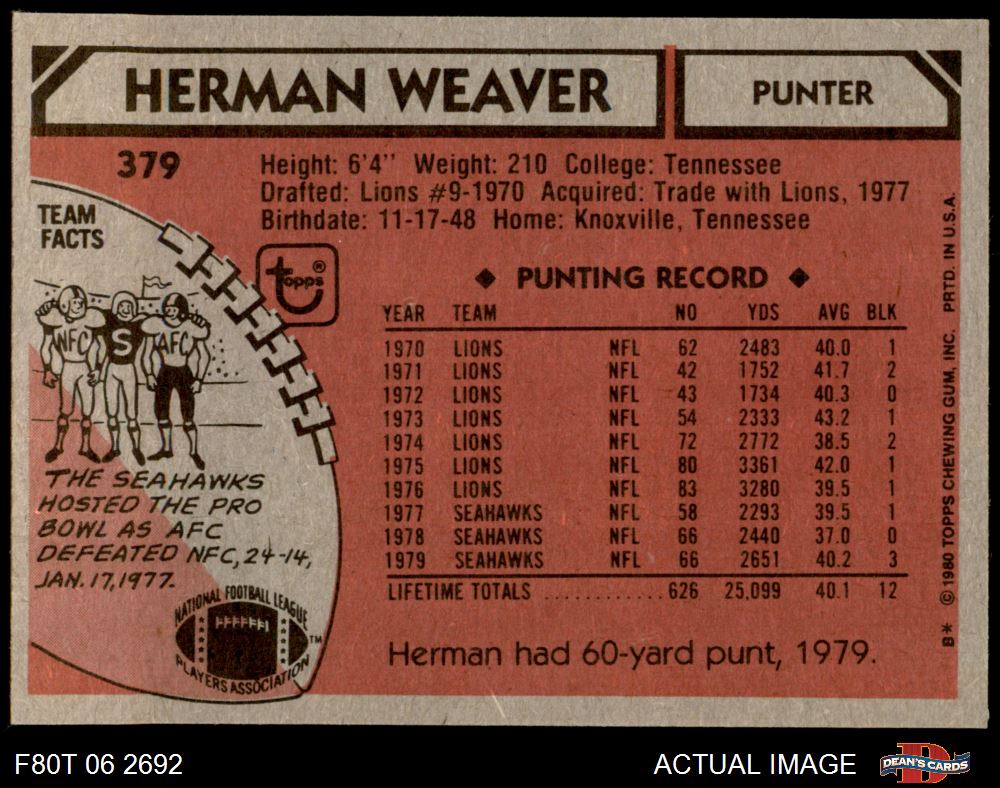 HERMAN WEAVER
PUNTER
379
Height: 6'4" Weight: 210 College: Tennessee
Drafted: Lions #9-1970 Acquired: Trade with Lions, 1977
Birthdate: 11-17-48 Home: Knoxville, Tennessee
TEAM
FACTS
topps®
NFC S AFC
THE SEAHAWKS
HOSTED THE PRO
BOWL AS AFC
DEFEATED NFC, 24-14,
JAN. 17, 1977.
NATIONAL FOOTBALL LEAGUE
PLAYERS ASSOCIATION
TM
◆ PUNTING RECORD ◆
YEAR TEAM NO YDS AVG BLK
1970 LIONS NFL 62 2483 40.0 1
1971 LIONS NFL 42 1752 41.7 2
1972 LIONS NFL 43 1734 40.3 0
1973 LIONS NFL 54 2333 43.2 1
1974 LIONS NFL 72 2772 38.5 2
1975 LIONS NFL 80 3361 42.0 1
1976 LIONS NFL 83 3280 39.5 1
1977 SEAHAWKS NFL 58 2293 39.5 1
1978 SEAHAWKS NFL 66 2440 37.0 0
1979 SEAHAWKS NFL 66 2651 40.2 3
LIFETIME TOTALS ............ 626 25,099 40.1 12
Herman had 60-yard punt, 1979.
B* © 1980 TOPPS CHEWING GUM, INC. PRTD. IN U.S.A.
F80T 06 2692
ACTUAL IMAGE
DEAN'S CARDS